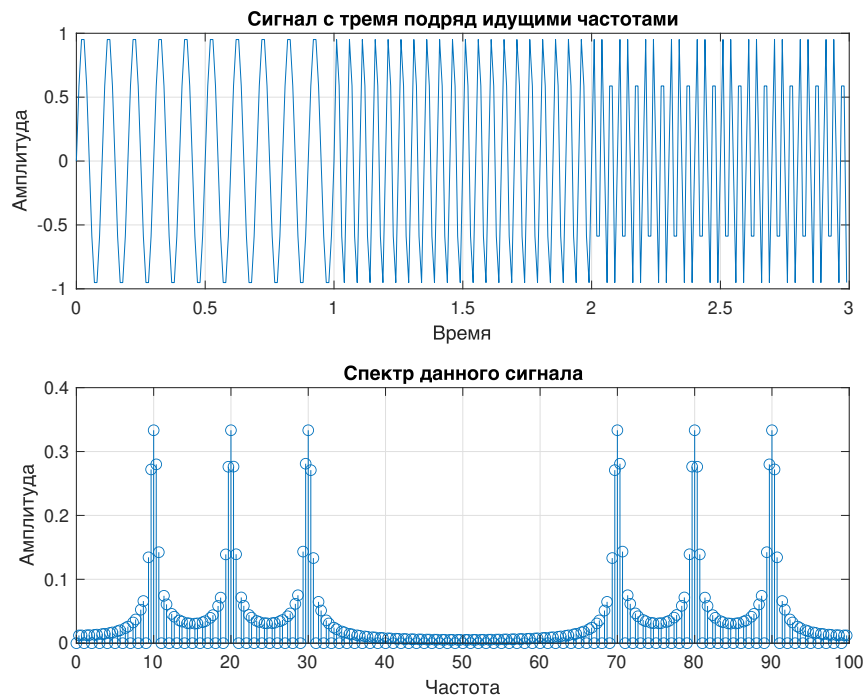 Сигнал с тремя подряд идущими частотами
1
0.5
0
-0.5
-1
Амплитуда
0 0.5 1 1.5 2 2.5 3
Время
Спектр данного сигнала
0.4
0.3
0.2
0.1
0
Амплитуда
0 10 20 30 40 50 60 70 80 90 100
Частота